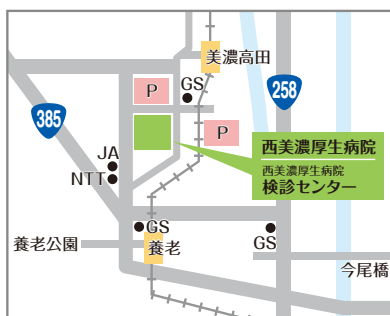 美濃高田
P
GS
258
385
P
西美濃厚生病院
西美濃厚生病院
検診センター
JA
NTT
GS
養老公園
養老
GS
今尾橋